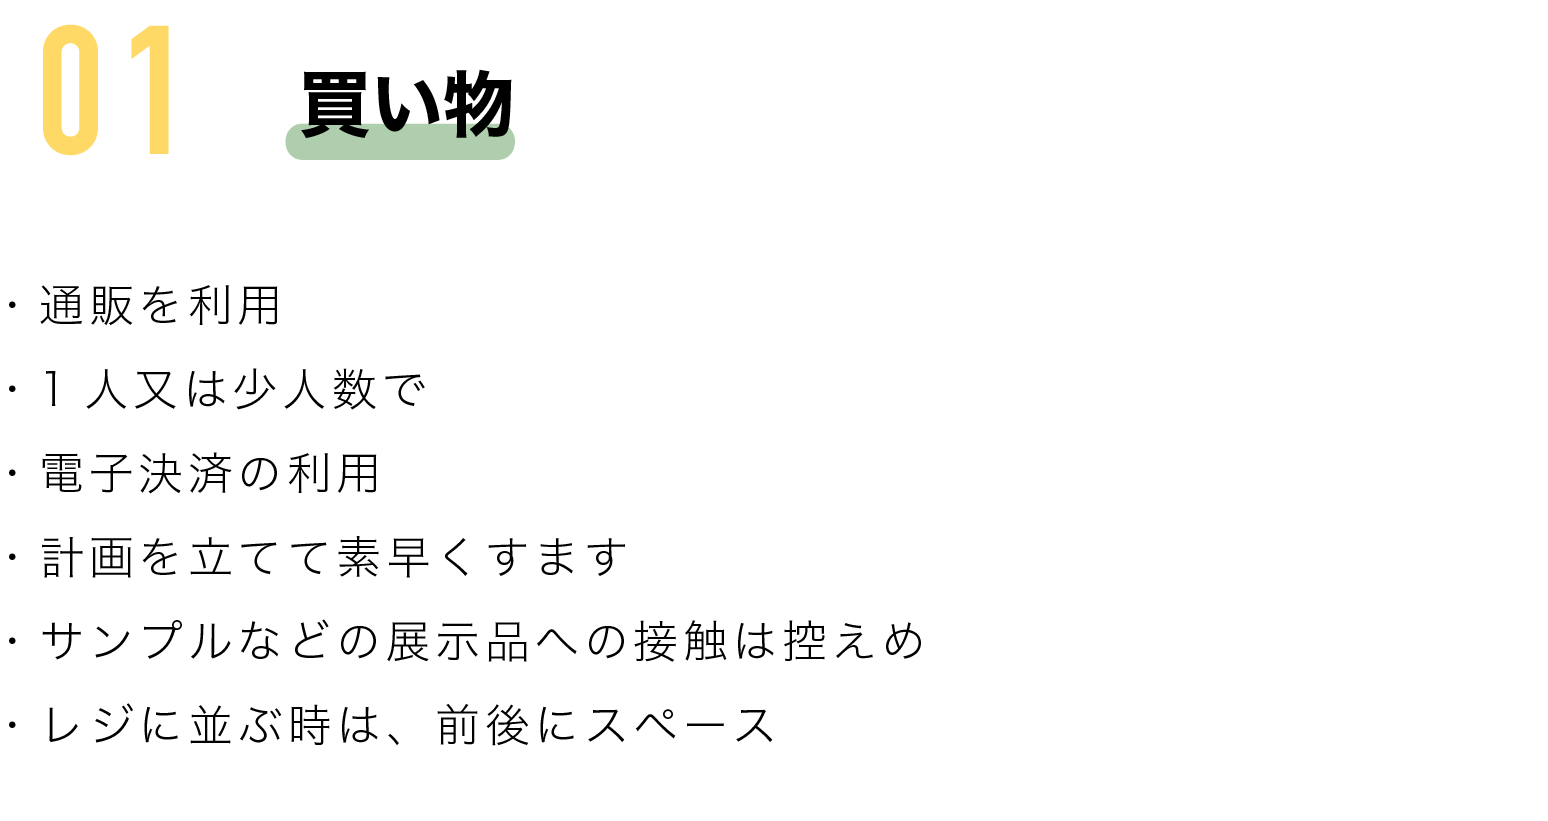 01 買い物
・通販を利用
・1 人又は少人数で
・電子決済の利用
・計画を立てて素早くすます
・サンプルなどの展示品への接触は控えめ
・レジに並ぶ時は、前後にスペース